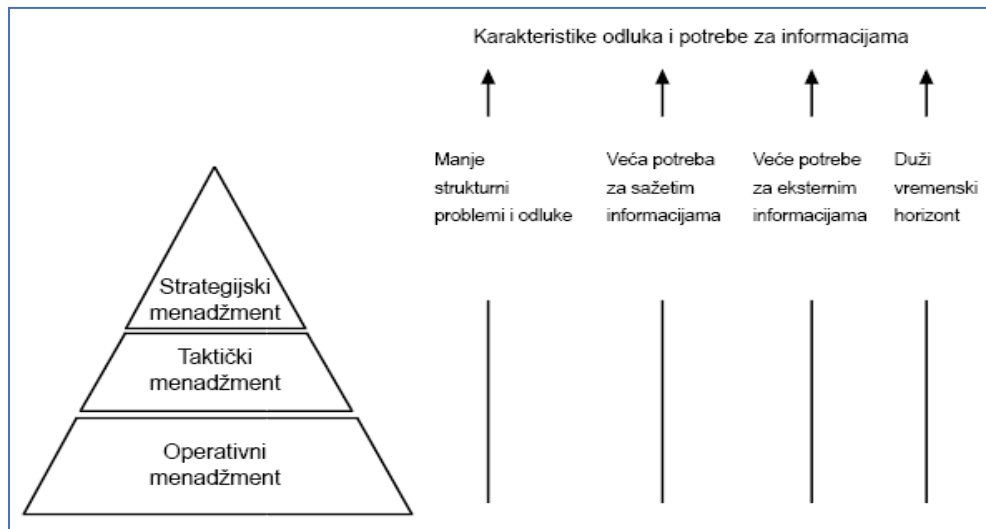 Karakteristike odluka i potrebe za informacijama
Manje
strukturni
problemi i odluke
Veća potreba
za sažetim
informacijama
Veće potrebe
za eksternim
informacijama
Duži
vremenski
horizont
Strategijski
menadžment
Taktički
menadžment
Operativni
menadžment